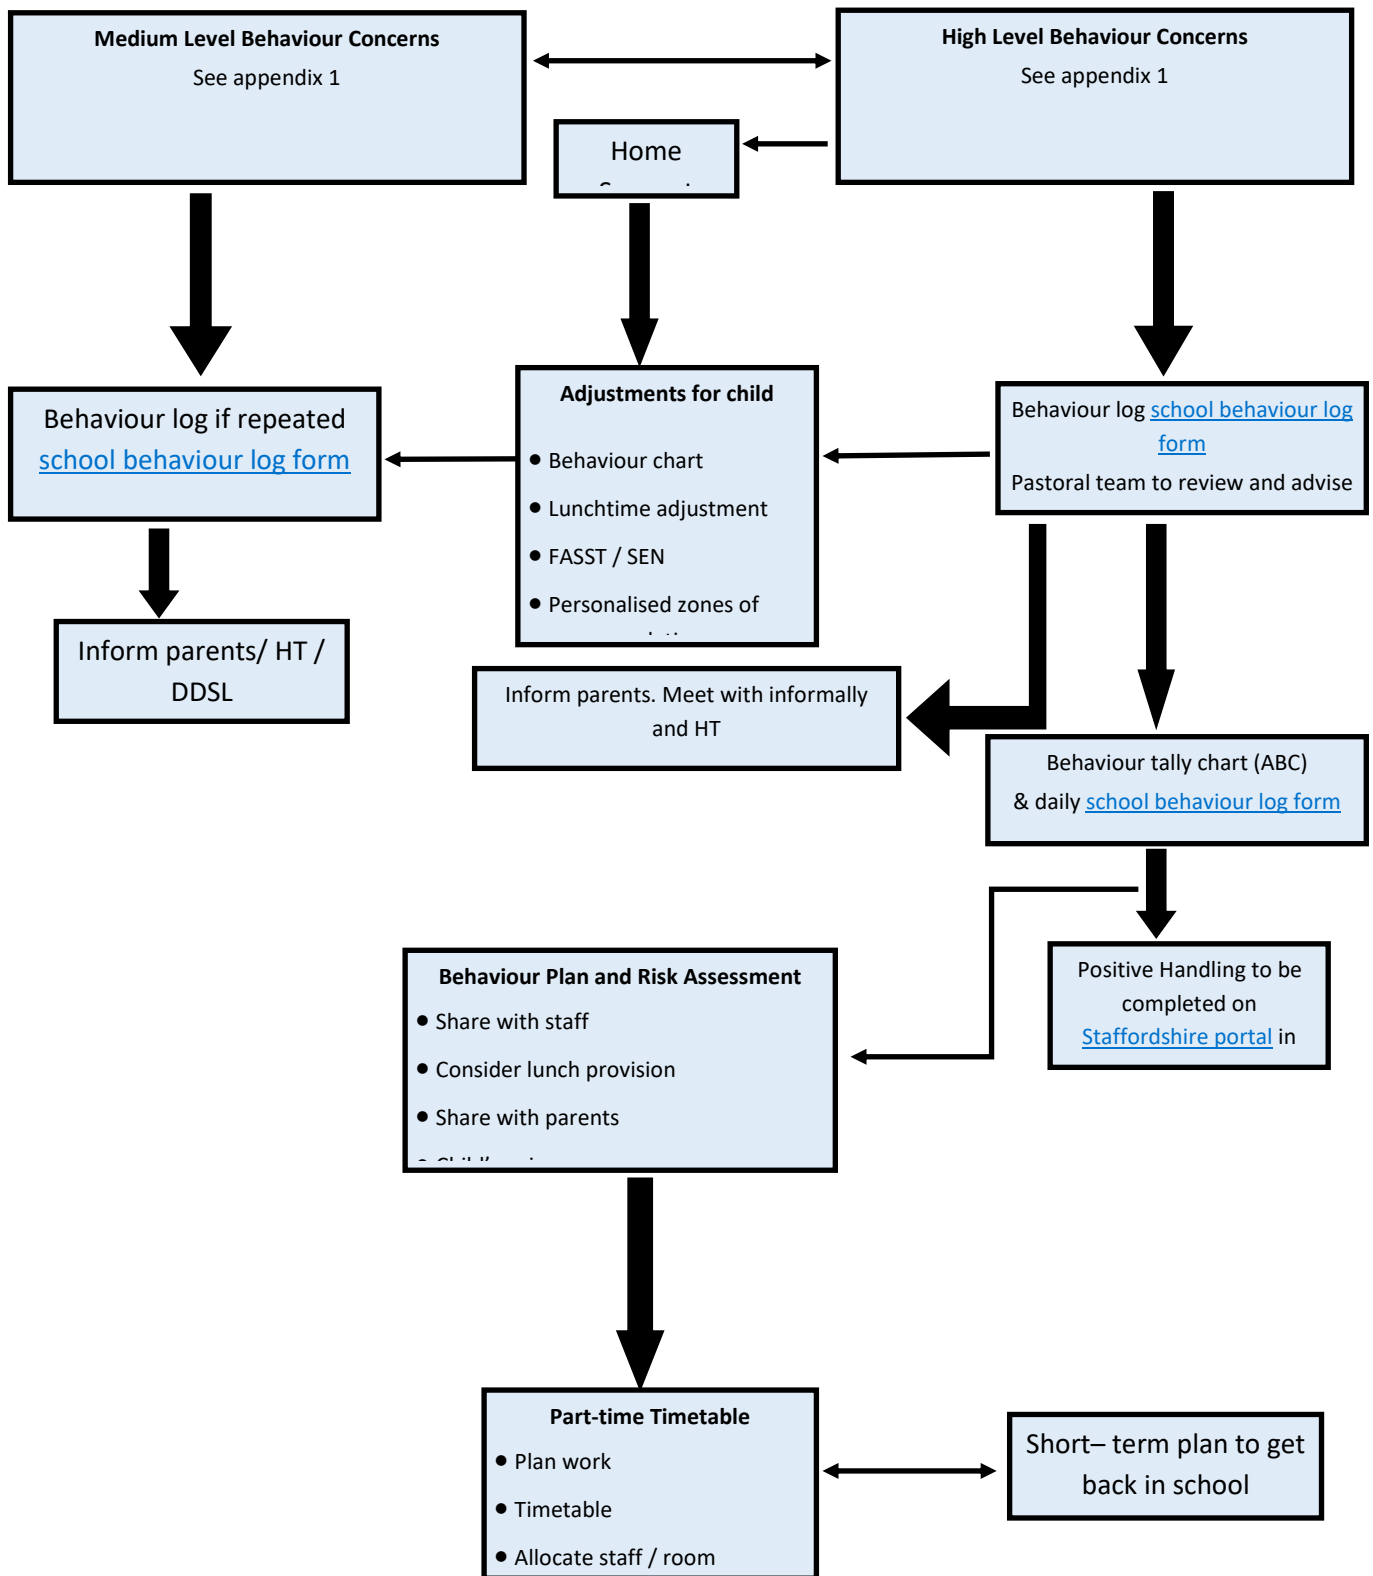 Medium Level Behaviour Concerns
See appendix 1
High Level Behaviour Concerns
See appendix 1
Home
Behaviour log if repeated
school behaviour log form
Adjustments for child
• Behaviour chart
• Lunchtime adjustment
• FASST / SEN
• Personalised zones of
Behaviour log school behaviour log
form
Pastoral team to review and advise
Inform parents/ HT /
DDSL
Inform parents. Meet with informally
and HT
Behaviour tally chart (ABC)
& daily school behaviour log form
Behaviour Plan and Risk Assessment
• Share with staff
• Consider lunch provision
• Share with parents
Positive Handling to be
completed on
Staffordshire portal in
Part-time Timetable
• Plan work
• Timetable
• Allocate staff / room
Short– term plan to get
back in school